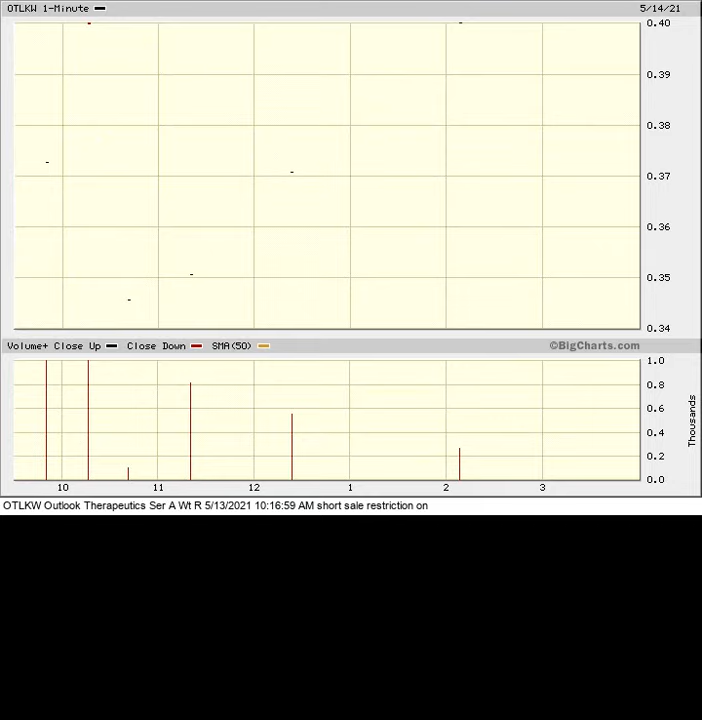 OTLKW 1-Minute 5/14/21
0.40
0.39
0.38
0.37
0.36
0.35
0.34
Volume+ Close Up Close Down SMA(50) ©BigCharts.com
1.0
0.8
0.6
0.4
0.2
0.0
Thousands
10 11 12 1 2 3
OTLKW Outlook Therapeutics Ser A Wt R 5/13/2021 10:16:59 AM short sale restriction on